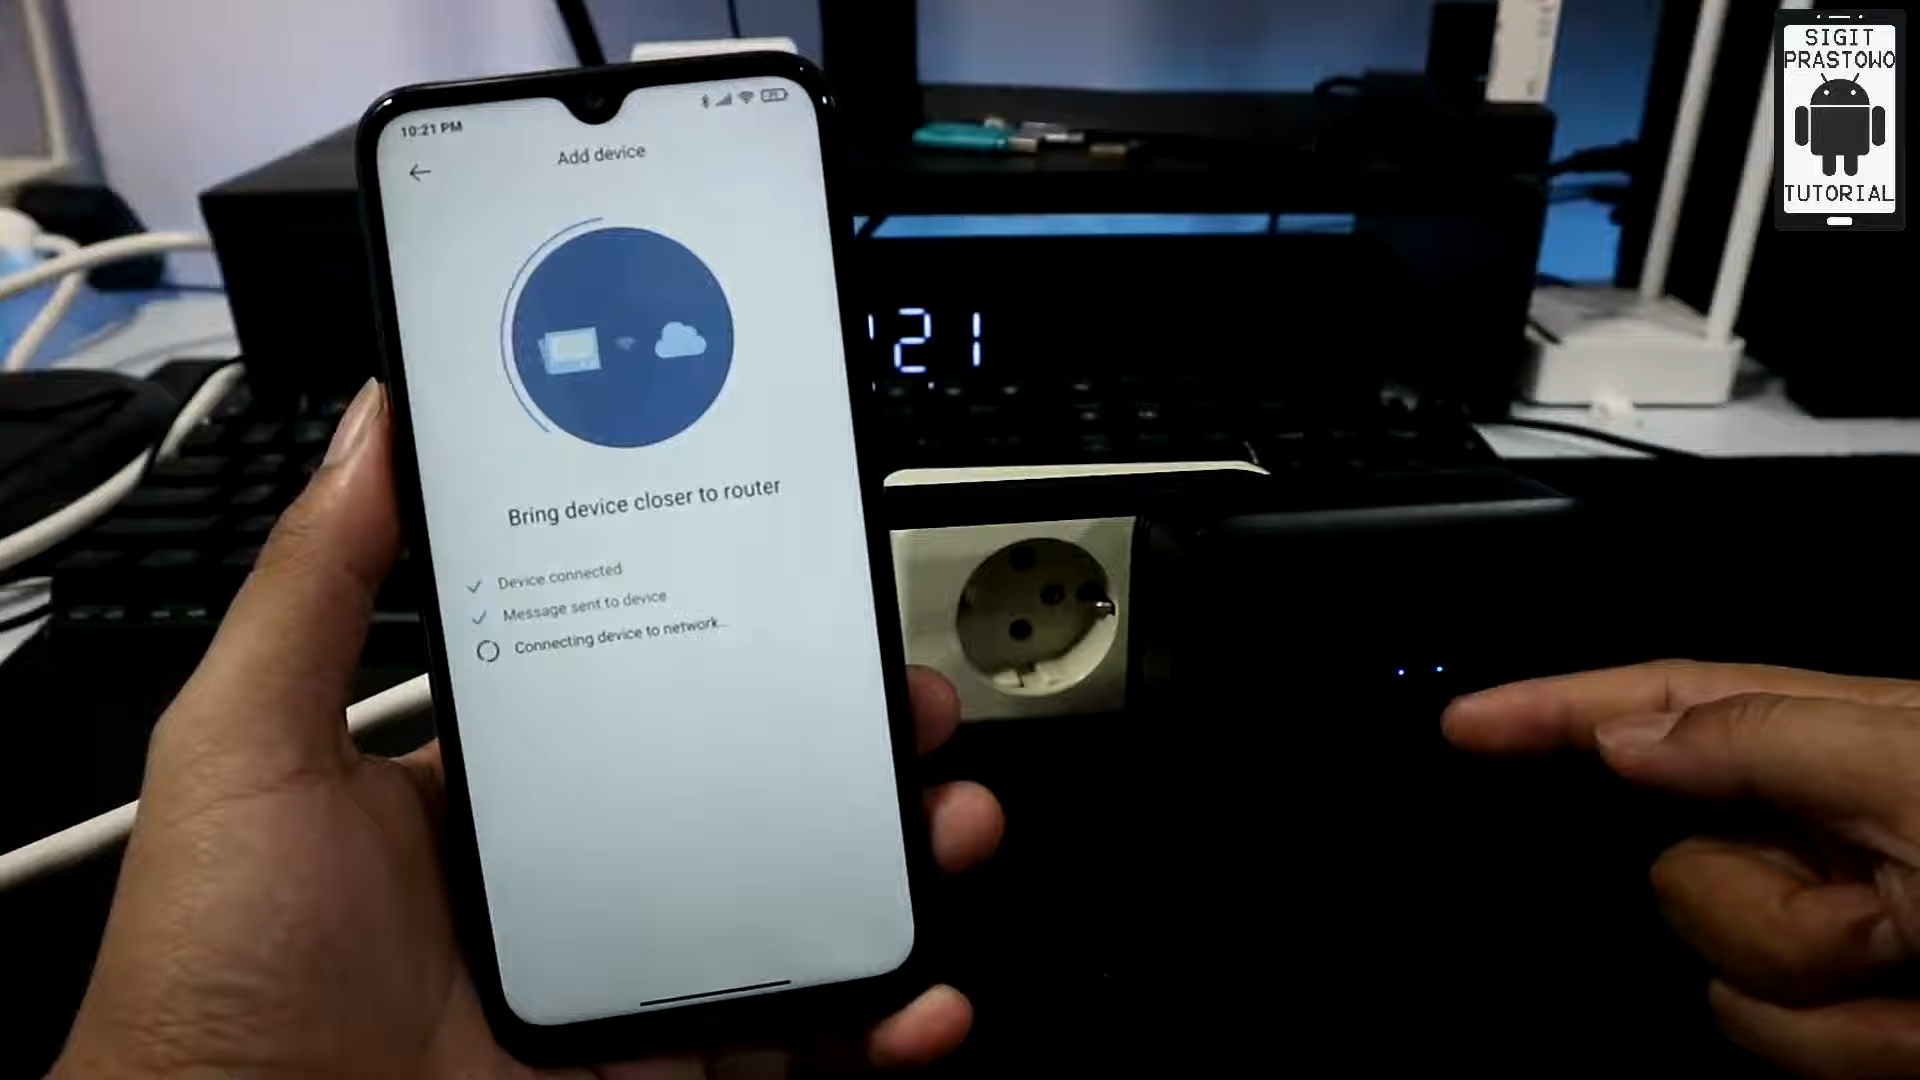 10:21 PM
Add device
Bring device closer to router
Device connected
Message sent to device
Connecting device to network...
21
SIGIT
PRASTOWO
TUTORIAL